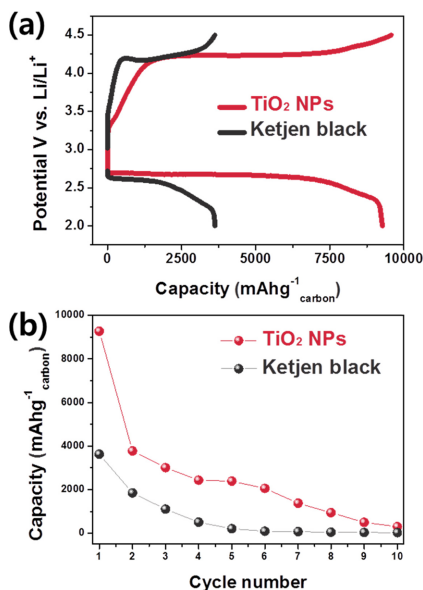 (a)
4.5
4.0
3.5
3.0
2.5
2.0
Potential V vs. Li/Li⁺
TiO₂ NPs
Ketjen black
0
2500
5000
7500
10000
Capacity (mAhg⁻¹carbon)
(b)
10000
8000
6000
4000
2000
0
Capacity (mAhg⁻¹carbon)
TiO₂ NPs
Ketjen black
1
2
3
4
5
6
7
8
9
10
Cycle number